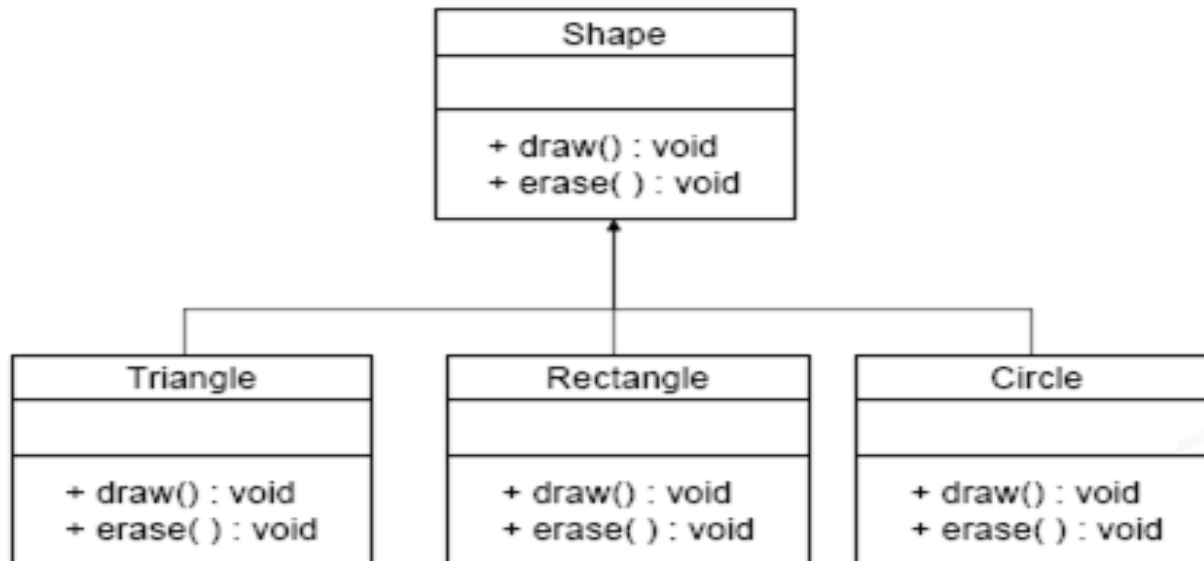 Shape
+ draw() : void
+ erase( ) : void
Triangle
+ draw() : void
+ erase( ) : void
Rectangle
+ draw() : void
+ erase( ) : void
Circle
+ draw() : void
+ erase( ) : void